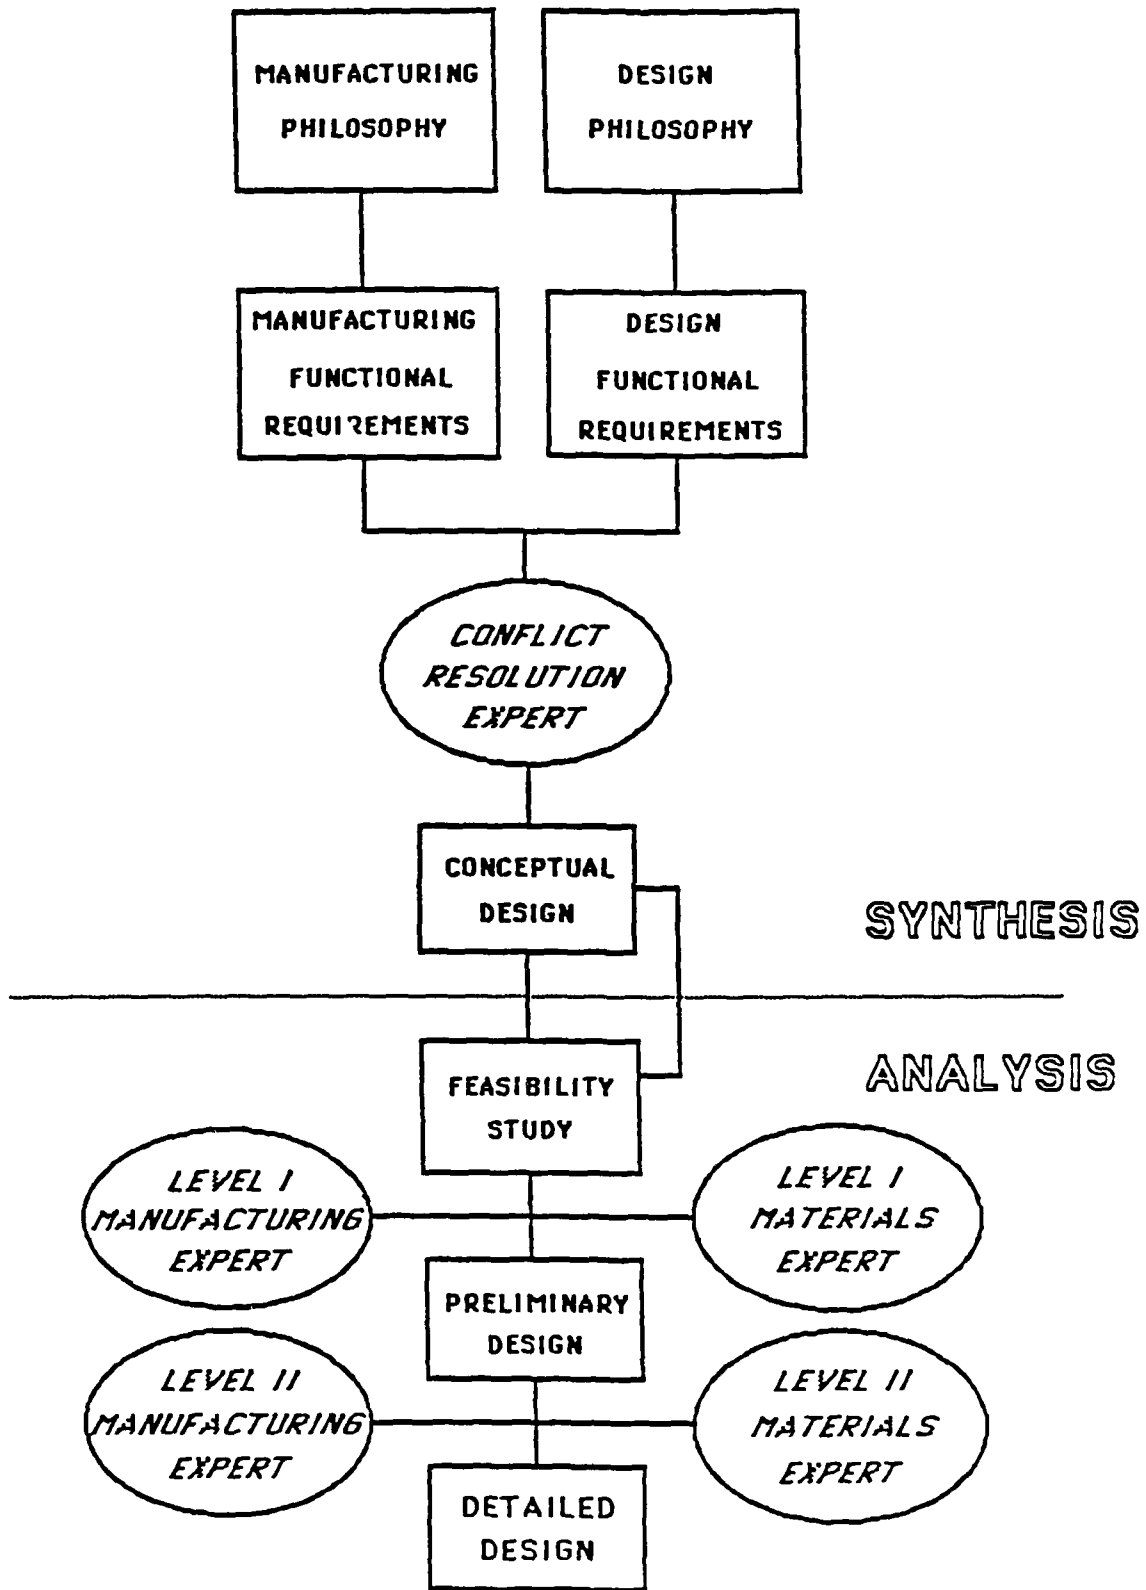 MANUFACTURING
PHILOSOPHY
DESIGN
PHILOSOPHY
MANUFACTURING
FUNCTIONAL
REQUIREMENTS
DESIGN
FUNCTIONAL
REQUIREMENTS
CONFLICT
RESOLUTION
EXPERT
CONCEPTUAL
DESIGN
SYNTHESIS
ANALYSIS
FEASIBILITY
STUDY
LEVEL I
MANUFACTURING
EXPERT
LEVEL I
MATERIALS
EXPERT
PRELIMINARY
DESIGN
LEVEL II
MANUFACTURING
EXPERT
LEVEL II
MATERIALS
EXPERT
DETAILED
DESIGN